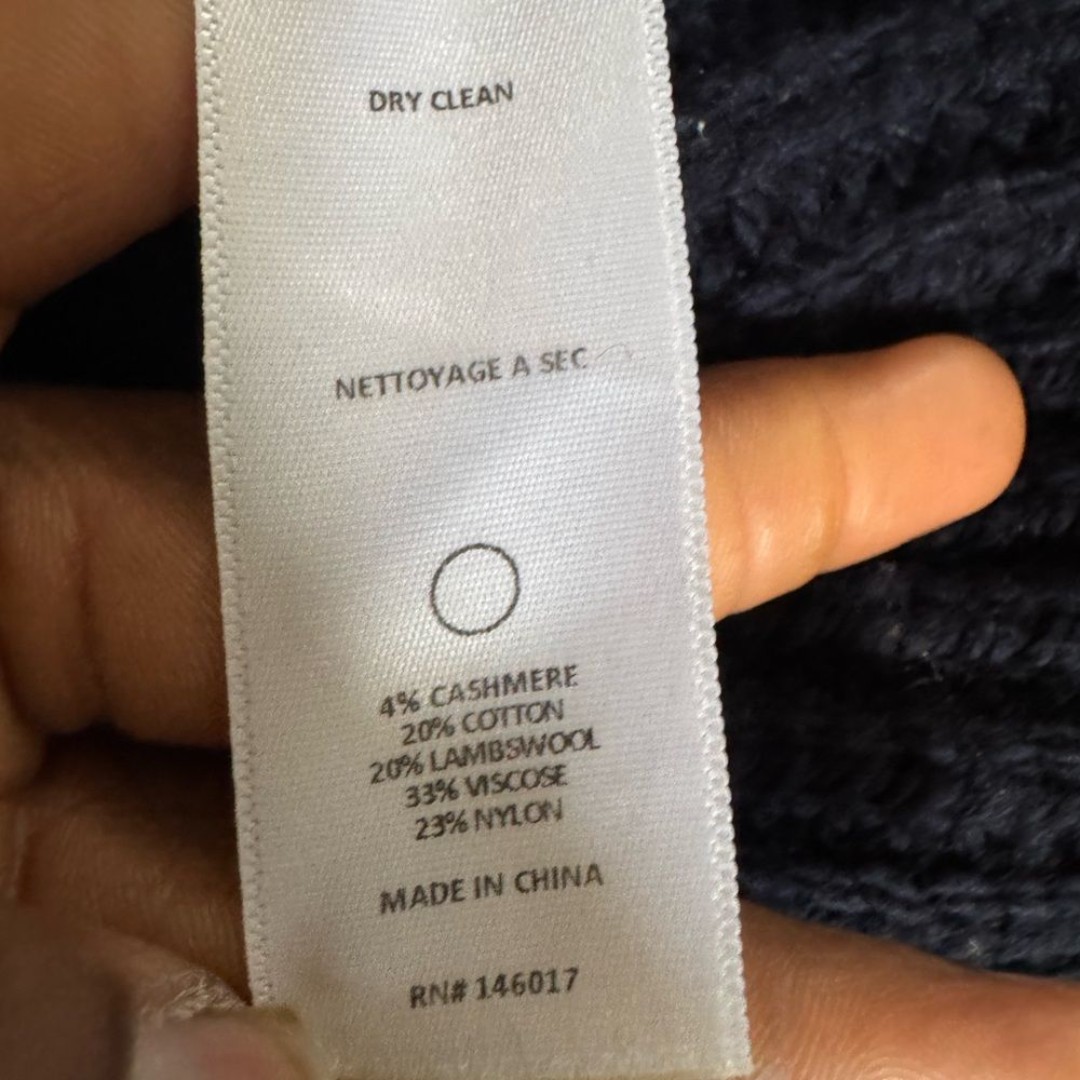 DRY CLEAN
NETTOYAGE A SEC
4% CASHMERE
20% COTTON
20% LAMBSWOOL
33% VISCOSE
23% NYLON
MADE IN CHINA
RN# 146017